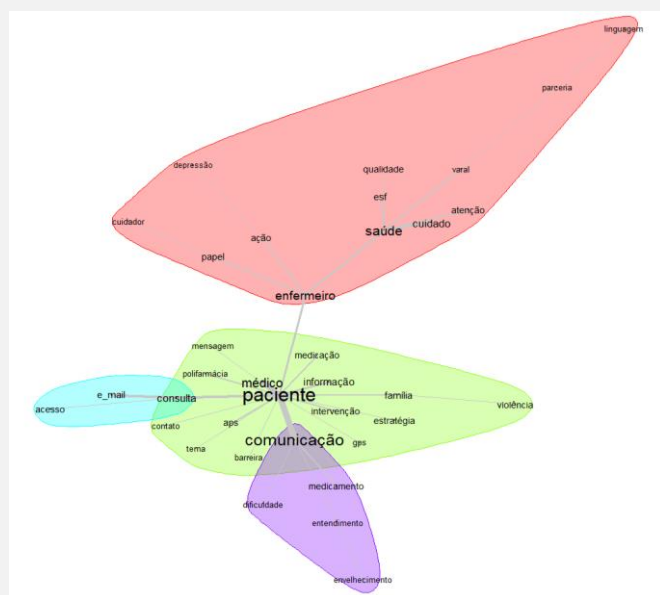 linguagem
parceria
depressão
qualidade
varal
esf
atenção
cuidador
cuidado
saúde
ação
papel
enfermeiro
mensagem
medicação
polifarmácia
médico
informação
paciente
e_mail
consulta
família
violência
acesso
intervenção
contato
aps
estratégia
comunicação
gps
tema
barreira
medicamento
dificuldade
entendimento
envelhecimento